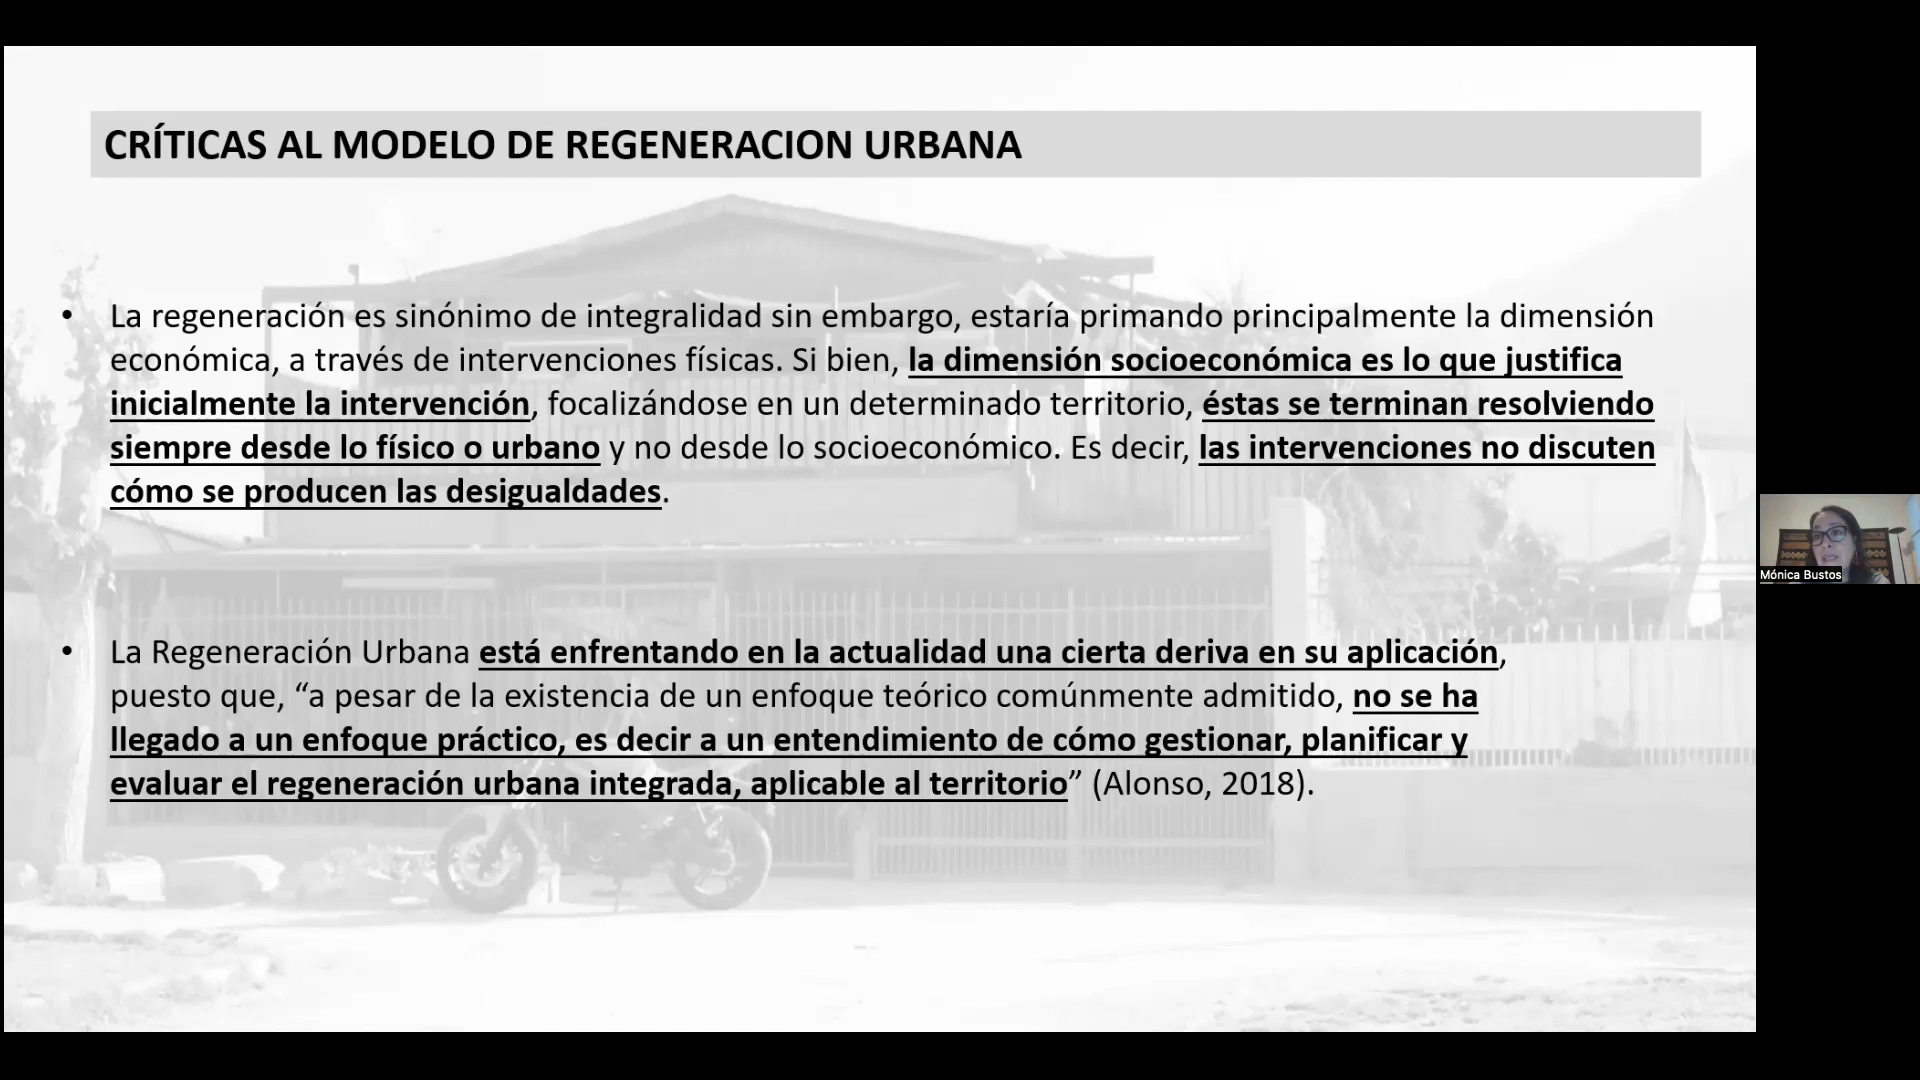 CRÍTICAS AL MODELO DE REGENERACION URBANA
• La regeneración es sinónimo de integralidad sin embargo, estaría primando principalmente la dimensión
económica, a través de intervenciones físicas. Si bien, la dimensión socioeconómica es lo que justifica
inicialmente la intervención, focalizándose en un determinado territorio, éstas se terminan resolviendo
siempre desde lo físico o urbano y no desde lo socioeconómico. Es decir, las intervenciones no discuten
cómo se producen las desigualdades.
• La Regeneración Urbana está enfrentando en la actualidad una cierta deriva en su aplicación,
puesto que, “a pesar de la existencia de un enfoque teórico comúnmente admitido, no se ha
llegado a un enfoque práctico, es decir a un entendimiento de cómo gestionar, planificar y
evaluar el regeneración urbana integrada, aplicable al territorio” (Alonso, 2018).
Mónica Bustos